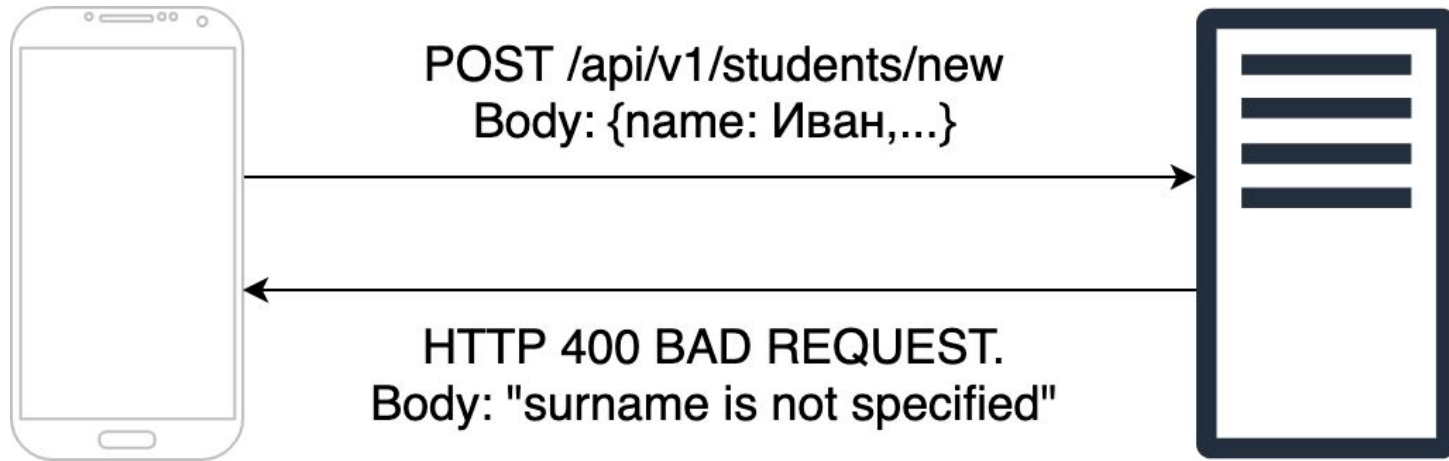 POST /api/v1/students/new
Body: {name: Иван,...}
HTTP 400 BAD REQUEST.
Body: "surname is not specified"